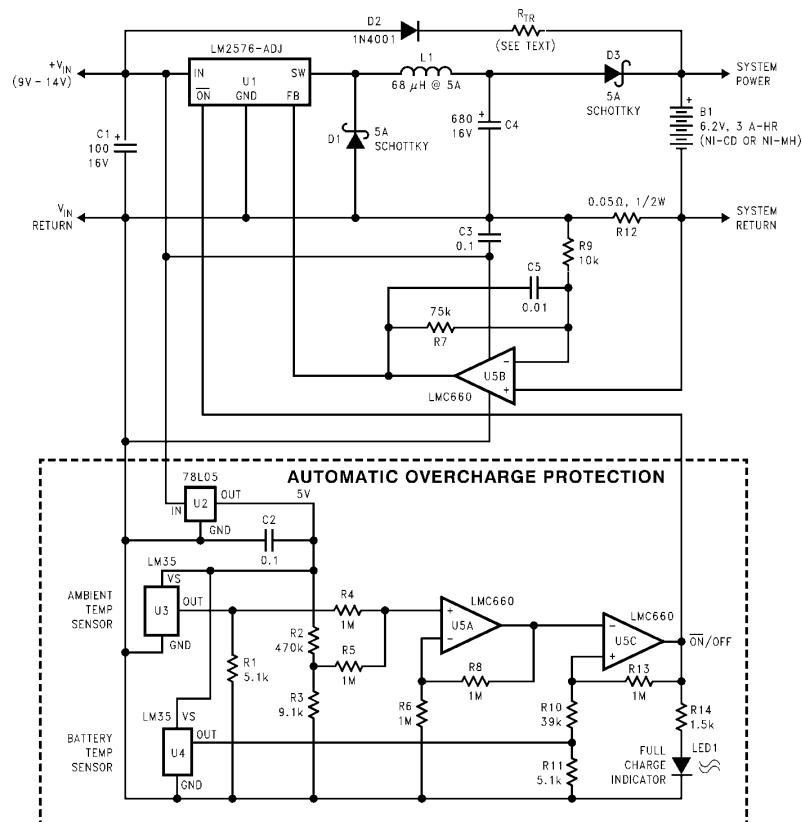 D2
1N4001
RTR
(SEE TEXT)
+VIN
(9V – 14V)
LM2576-ADJ
IN
U1
SW
ON
GND
FB
L1
68 μH @ 5A
D3
5A
SCHOTTKY
SYSTEM
POWER
C1
100
16V
+
D1
5A
SCHOTTKY
680
16V
+
C4
+
B1
6.2V, 3 A-HR
(NI-CD OR NI-MH)
VIN
RETURN
0.05Ω, 1/2W
R12
SYSTEM
RETURN
C3
0.1
R9
10k
C5
0.01
75k
R7
U5B
–
+
LMC660
AUTOMATIC OVERCHARGE PROTECTION
78L05
IN
U2
OUT
5V
GND
C2
0.1
LM35
VS
AMBIENT
TEMP
SENSOR
U3
OUT
GND
R4
1M
LMC660
+
U5A
–
LMC660
–
U5C
+
ON/OFF
R2
470k
R5
1M
R1
5.1k
R3
9.1k
R8
1M
R6
1M
R13
1M
R10
39k
R14
1.5k
LM35
VS
BATTERY
TEMP
SENSOR
U4
OUT
GND
R11
5.1k
FULL
CHARGE
INDICATOR
LED1